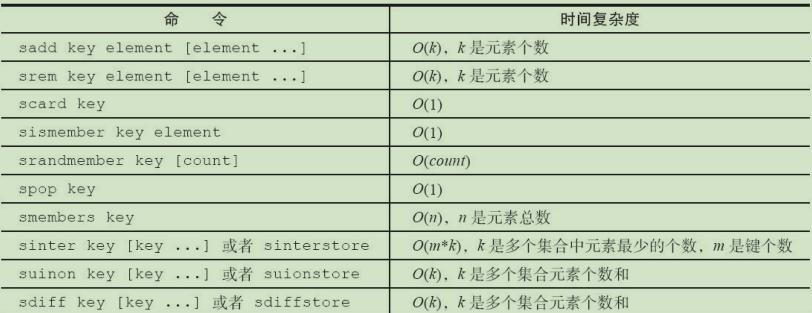 命 令 时间复杂度
sadd key element [element ...] O(k)，k 是元素个数
srem key element [element ...] O(k)，k 是元素个数
scard key O(1)
sismember key element O(1)
srandmember key [count] O(count)
spop key O(1)
smembers key O(n)，n 是元素总数
sinter key [key ...] 或者 sinterstore O(m*k)，k 是多个集合中元素最少的个数，m 是键个数
suinon key [key ...] 或者 suionstore O(k)，k 是多个集合元素个数和
sdiff key [key ...] 或者 sdiffstore O(k)，k 是多个集合元素个数和